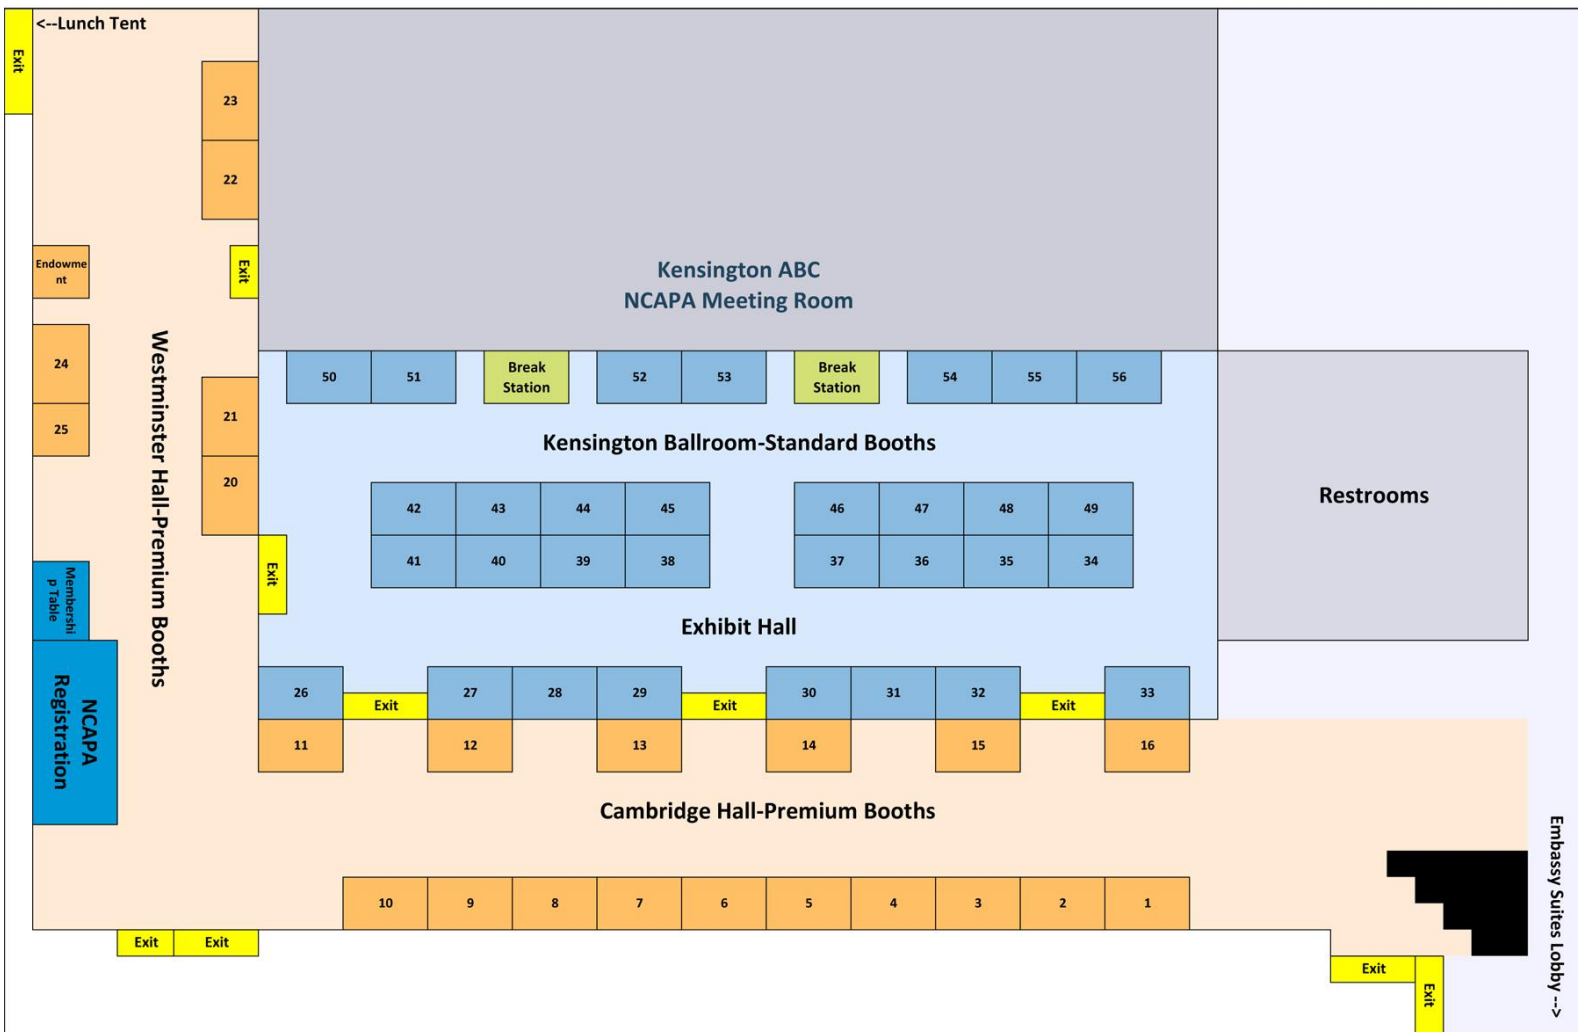 <--Lunch Tent
Exit
23
22
Endowme
nt
Exit
Kensington ABC
NCAPA Meeting Room
24
25
21
20
Westminster Hall-Premium Booths
50
51
Break
Station
52
53
Break
Station
54
55
56
Kensington Ballroom-Standard Booths
Restrooms
42
43
44
45
46
47
48
49
41
40
39
38
37
36
35
34
Exit
Membershi
p Table
NCAPA
Registration
Exhibit Hall
26
Exit
27
28
29
Exit
30
31
32
Exit
33
11
12
13
14
15
16
Cambridge Hall-Premium Booths
10
9
8
7
6
5
4
3
2
1
Exit
Exit
Exit
Exit
Embassy Suites Lobby -->